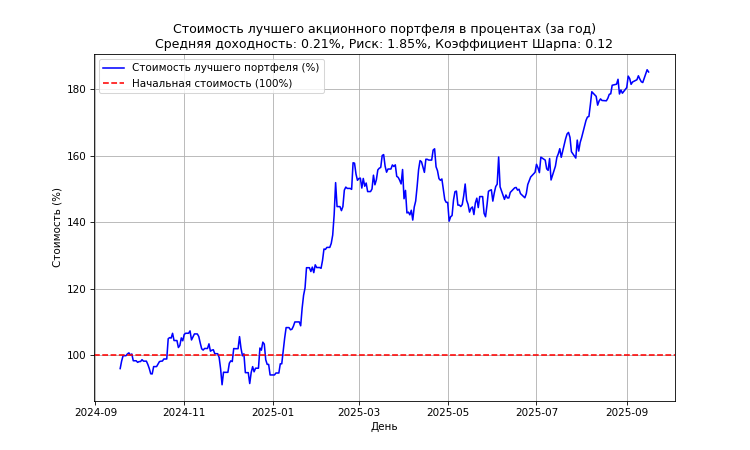 Стоимость лучшего акционного портфеля в процентах (за год)
Средняя доходность: 0.21%, Риск: 1.85%, Коэффициент Шарпа: 0.12
Стоимость лучшего портфеля (%)
Начальная стоимость (100%)
Стоимость (%)
180
160
140
120
100
2024-09 2024-11 2025-01 2025-03 2025-05 2025-07 2025-09
День